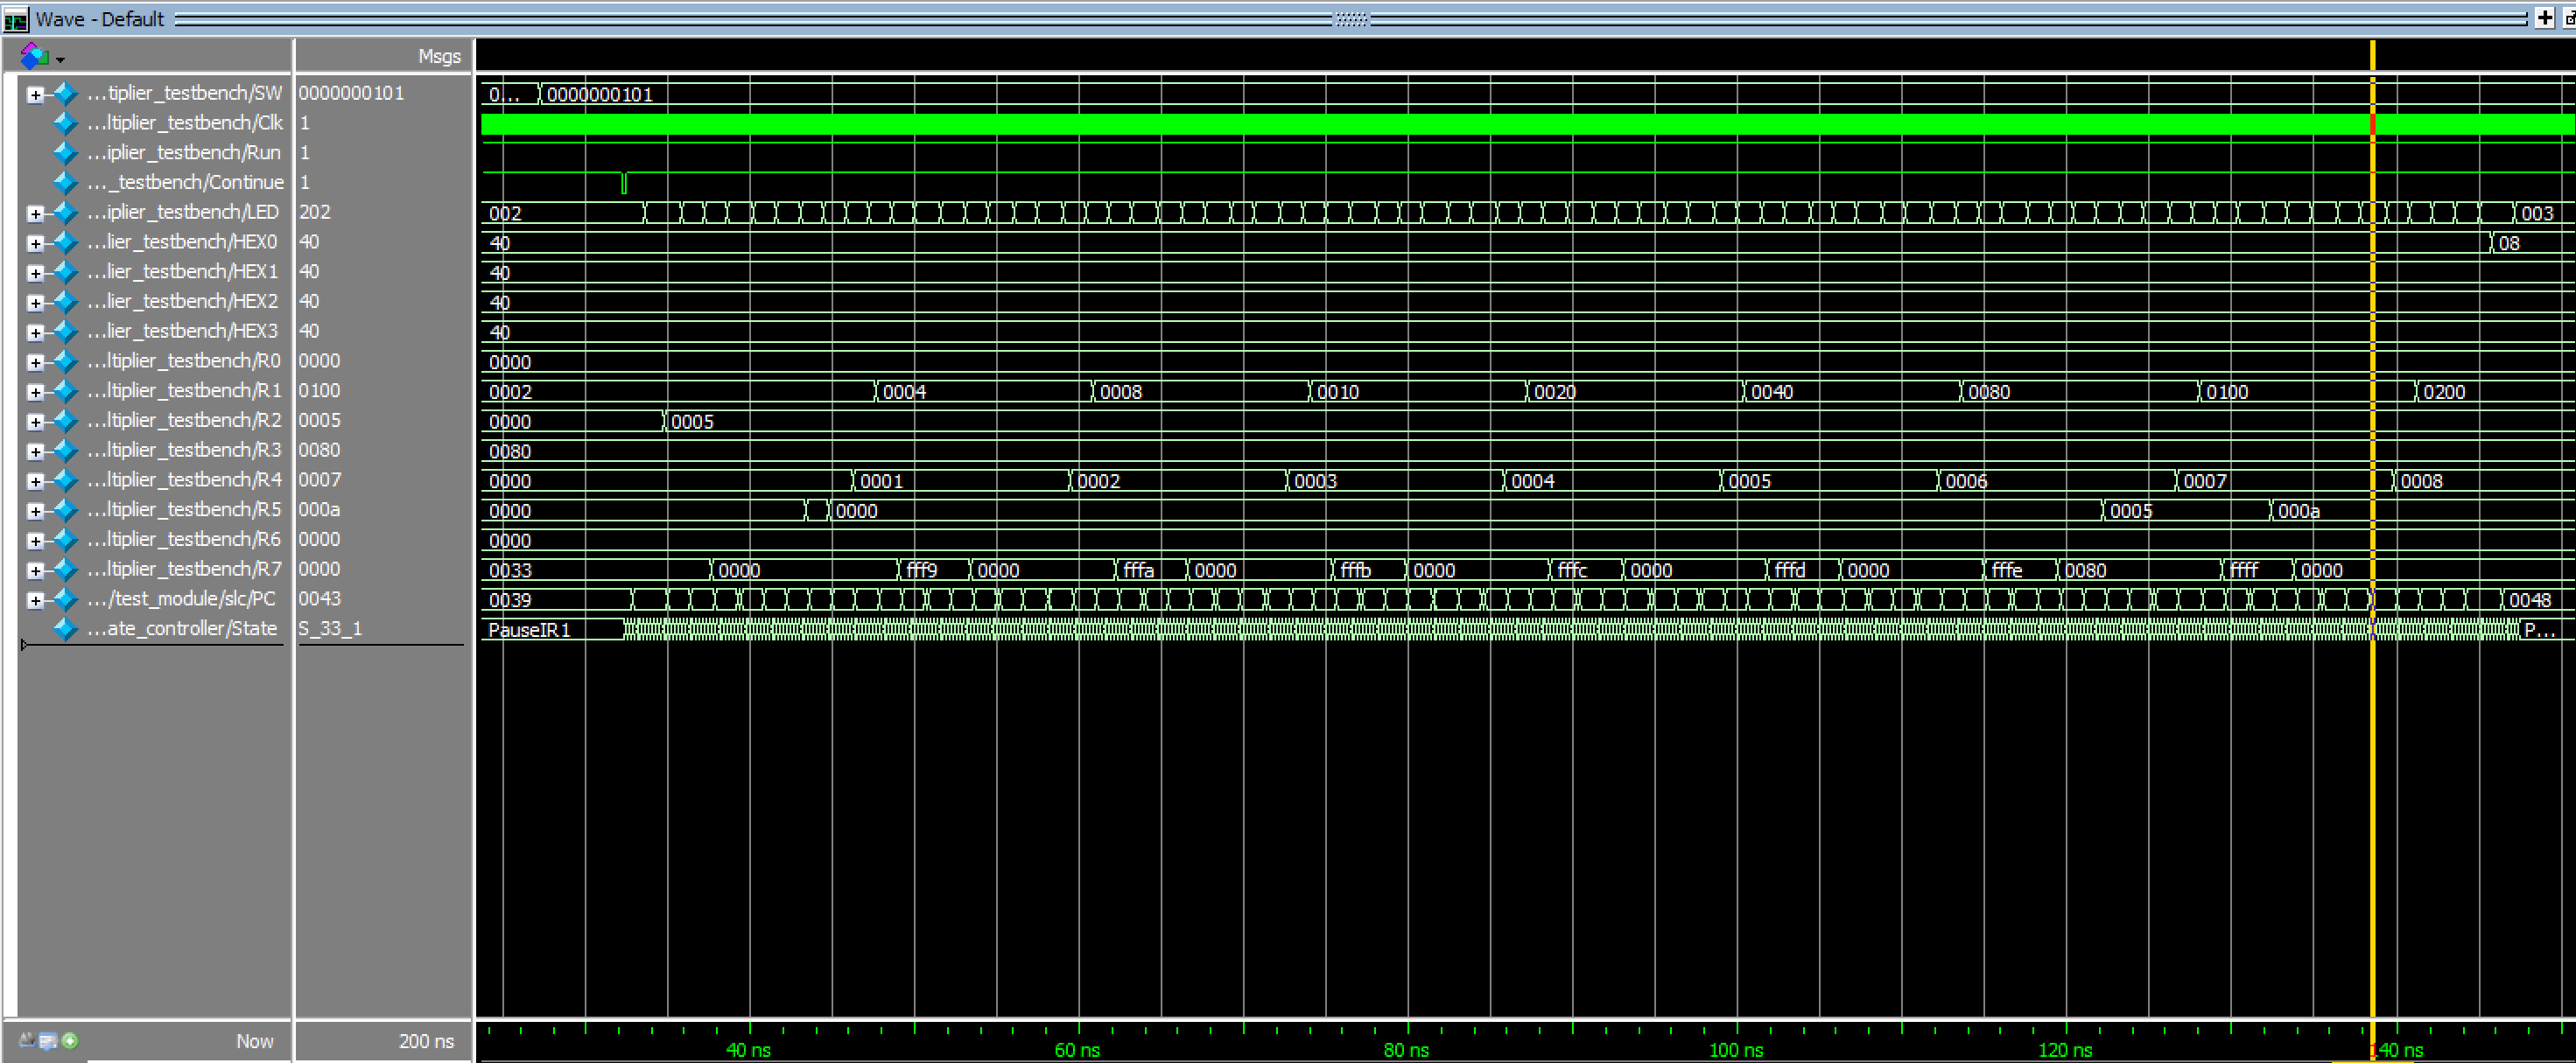 Wave - Default
Msgs
...tiplier_testbench/SW 0000000101 0... 0000000101
...ltiplier_testbench/Clk 1
...iplier_testbench/Run 1
..._testbench/Continue 1
...iplier_testbench/LED 202 002 003
...lier_testbench/HEX0 40 40 08
...lier_testbench/HEX1 40 40
...lier_testbench/HEX2 40 40
...lier_testbench/HEX3 40 40
...ltiplier_testbench/R0 0000 0000
...ltiplier_testbench/R1 0100 0002 0004 0008 0010 0020 0040 0080 0100 0200
...ltiplier_testbench/R2 0005 0000 0005
...ltiplier_testbench/R3 0080 0080
...ltiplier_testbench/R4 0007 0000 0001 0002 0003 0004 0005 0006 0007 0008
...ltiplier_testbench/R5 000a 0000 0000 0005 000a
...ltiplier_testbench/R6 0000 0000
...ltiplier_testbench/R7 0000 0033 0000 fff9 0000 fffa 0000 fffb 0000 fffc 0000 fffd 0000 fffe 0080 ffff 0000
.../test_module/slc/PC 0043 0039 0048
...ate_controller/State S_33_1 PauseIR1 P...
Now 200 ns 40 ns 60 ns 80 ns 100 ns 120 ns 140 ns